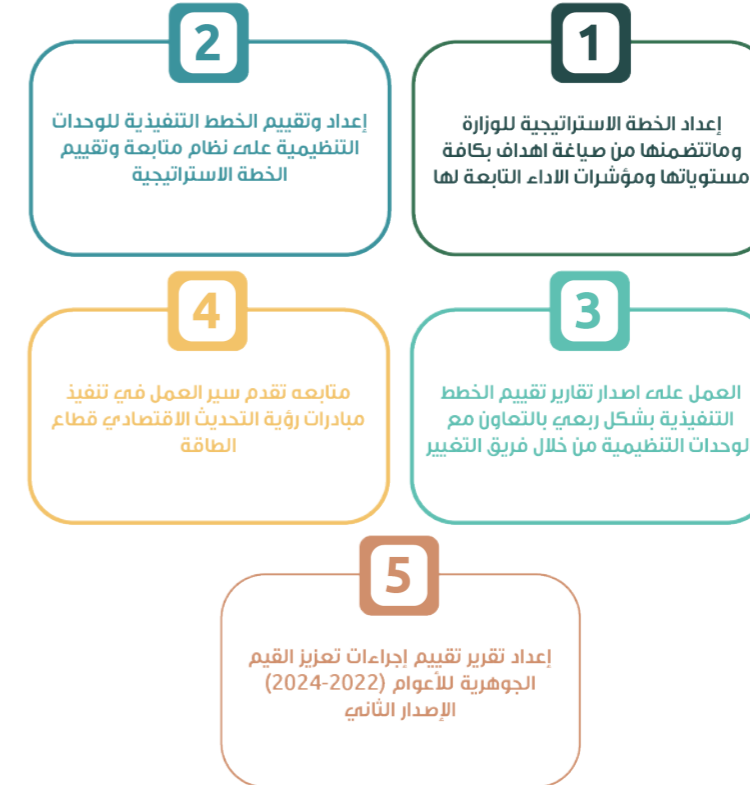 1
إعداد الخطة الاستراتيجية للوزارة
وماتتضمنها من صياغة اهداف بكافة
مستوياتها ومؤشرات الاداء التابعة لها
2
إعداد وتقييم الخطط التنفيذية للوحدات
التنظيمية على نظام متابعة وتقييم
الخطة الاستراتيجية
3
العمل على اصدار تقارير تقييم الخطط
التنفيذية بشكل ربعي بالتعاون مع
لوحدات التنظيمية من خلال فريق التغيير
4
متابعه تقدم سير العمل في تنفيذ
مبادرات رؤية التحديث الاقتصادي قطاع
الطاقة
5
إعداد تقرير تقييم إجراءات تعزيز القيم
الجوهرية للأعوام (2022-2024)
الإصدار الثاني